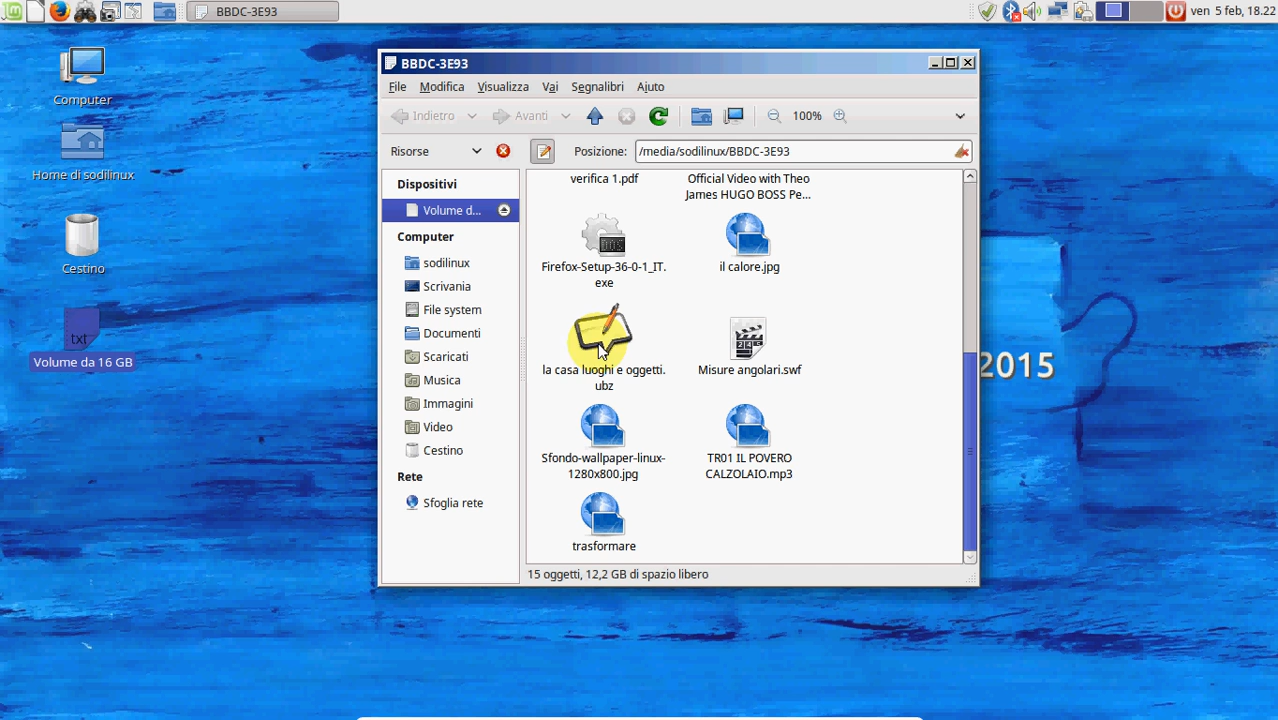 BBDC-3E93
ven 5 feb, 18.22
Computer
Home di sodilinux
Cestino
txt
Volume da 16 GB
2015
BBDC-3E93
File Modifica Visualizza Vai Segnalibri Aiuto
Indietro Avanti 100%
Risorse Posizione: /media/sodilinux/BBDC-3E93
Dispositivi
Volume d...
Computer
sodilinux
Scrivania
File system
Documenti
Scaricati
Musica
Immagini
Video
Cestino
Rete
Sfoglia rete
verifica 1.pdf
Official Video with Theo
James HUGO BOSS Pe...
DOS
Firefox-Setup-36-0-1_IT.
exe
il calore.jpg
la casa luoghi e oggetti.
ubz
Misure angolari.swf
Sfondo-wallpaper-linux-
1280x800.jpg
TR01 IL POVERO
CALZOLAIO.mp3
trasformare
15 oggetti, 12,2 GB di spazio libero